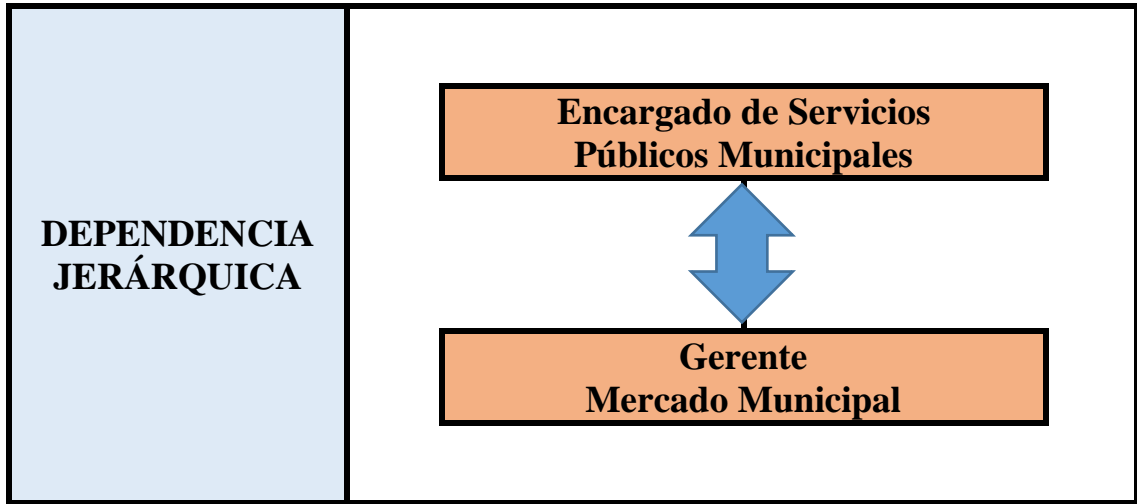 DEPENDENCIA
JERÁRQUICA
Encargado de Servicios
Públicos Municipales
Gerente
Mercado Municipal